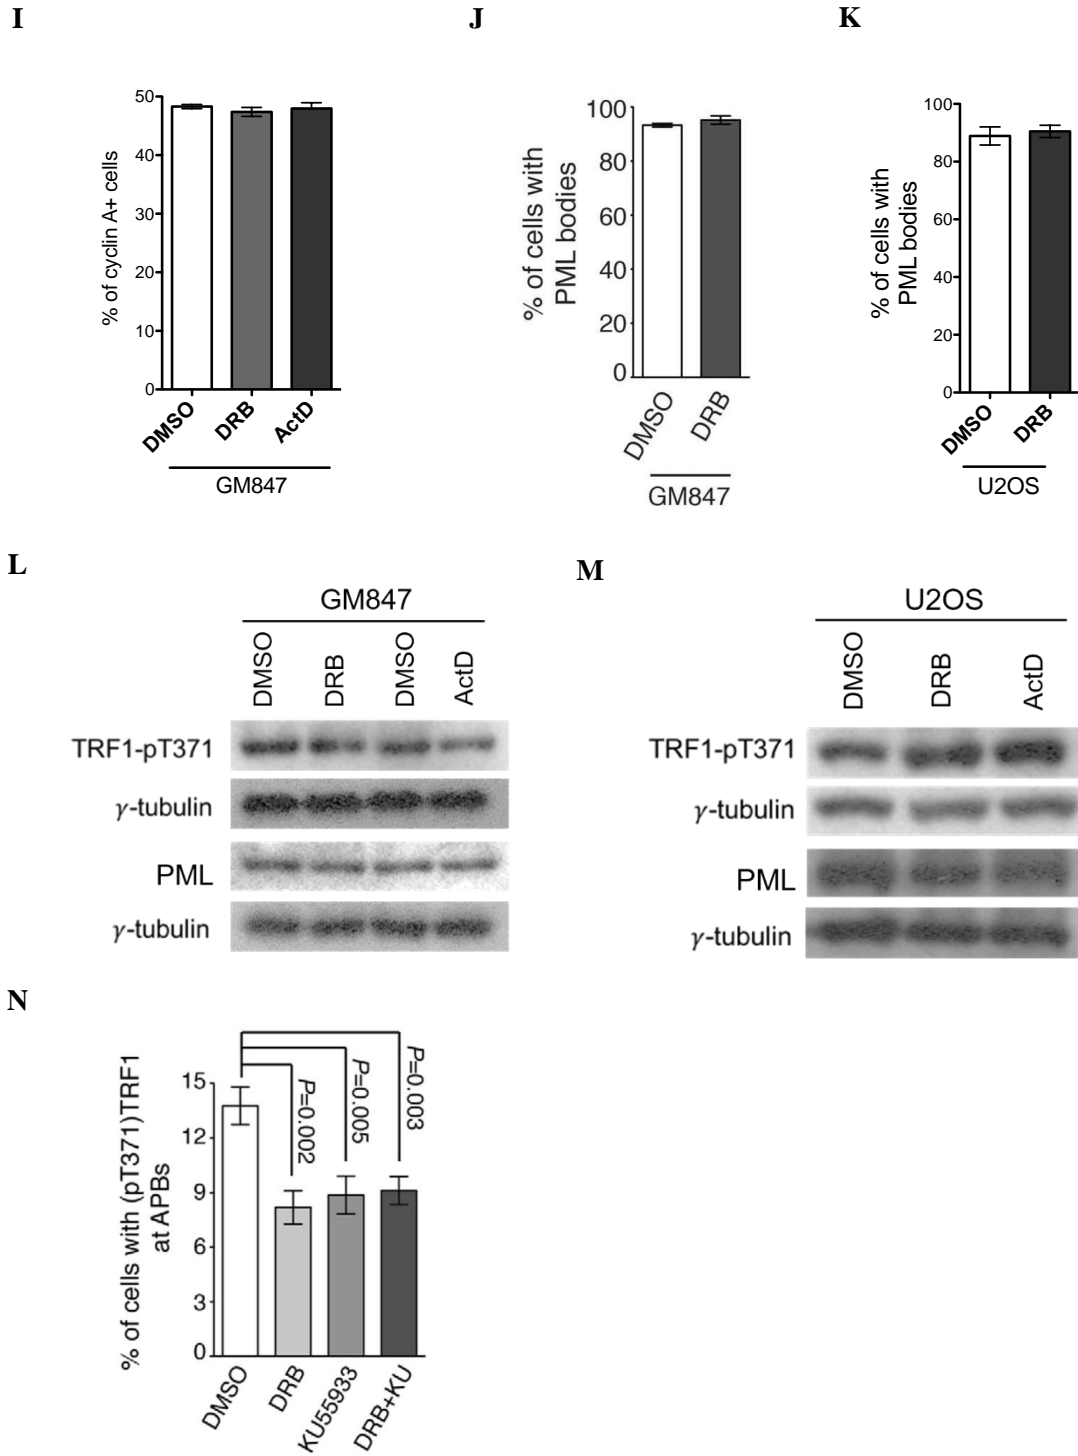 I
J
K
% of cyclin A+ cells
50
40
30
20
10
0
DMSO
DRB
ActD
GM847
% of cells with
PML bodies
100
80
60
40
20
0
DMSO
DRB
GM847
% of cells with
PML bodies
100
80
60
40
20
0
DMSO
DRB
U2OS
L
GM847
DMSO
DRB
DMSO
ActD
TRF1-pT371
γ-tubulin
PML
γ-tubulin
M
U2OS
DMSO
DRB
ActD
TRF1-pT371
γ-tubulin
PML
γ-tubulin
N
% of cells with (pT371)TRF1
at APBs
15
12
9
6
3
0
P=0.002
P=0.005
P=0.003
DMSO
DRB
KU55933
DRB+KU